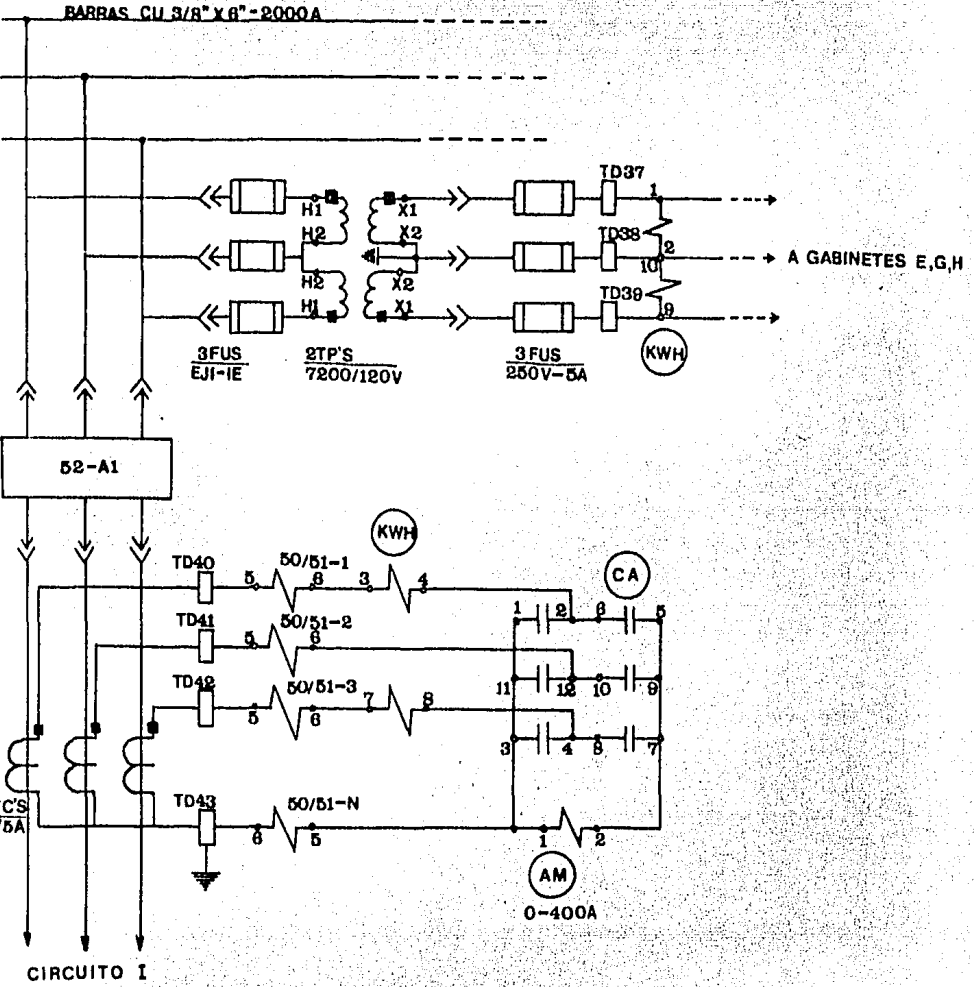 BARRAS CU 3/8" X 6"-2000A
TD37
1
H1
X1
H2
X2
TD38
2
10
A GABINETES E,G,H
H2
X2
TD39
H1
X1
9
3FUS
EJ1-1E
2TP'S
7200/120V
3FUS
250V-5A
KWH
52-A1
KWH
TD40
5
50/51-1
6
3
4
CA
1
2
6
5
TD41
5
50/51-2
6
11
12
10
9
TD42
5
50/51-3
6
7
8
3
4
8
7
TD43
6
50/51-N
5
1
2
C'S
/5A
AM
0-400A
CIRCUITO I